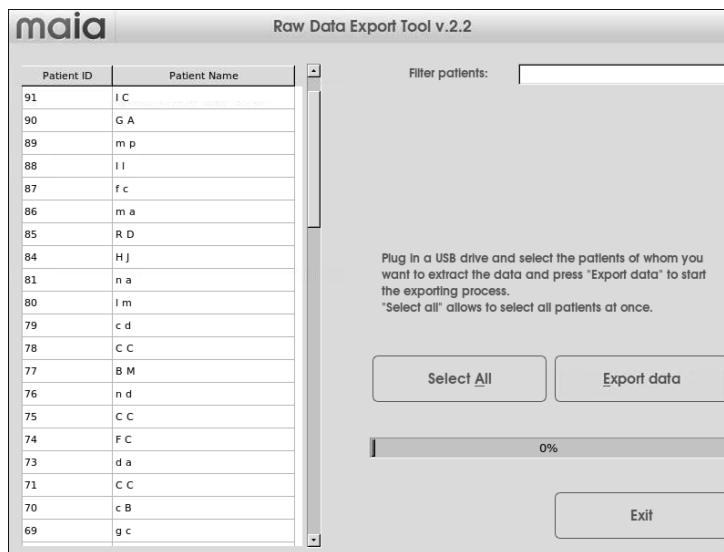 maia
Raw Data Export Tool v.2.2
Patient ID Patient Name
91 I C
90 G A
89 m p
88 I I
87 f c
86 m a
85 R D
84 H J
81 n a
80 I m
79 c d
78 C C
77 B M
76 n d
75 C C
74 F C
73 d a
71 C C
70 c B
69 g c
Filter patients:
Plug in a USB drive and select the patients of whom you
want to extract the data and press "Export data" to start
the exporting process.
"Select all" allows to select all patients at once.
Select All
Export data
0%
Exit